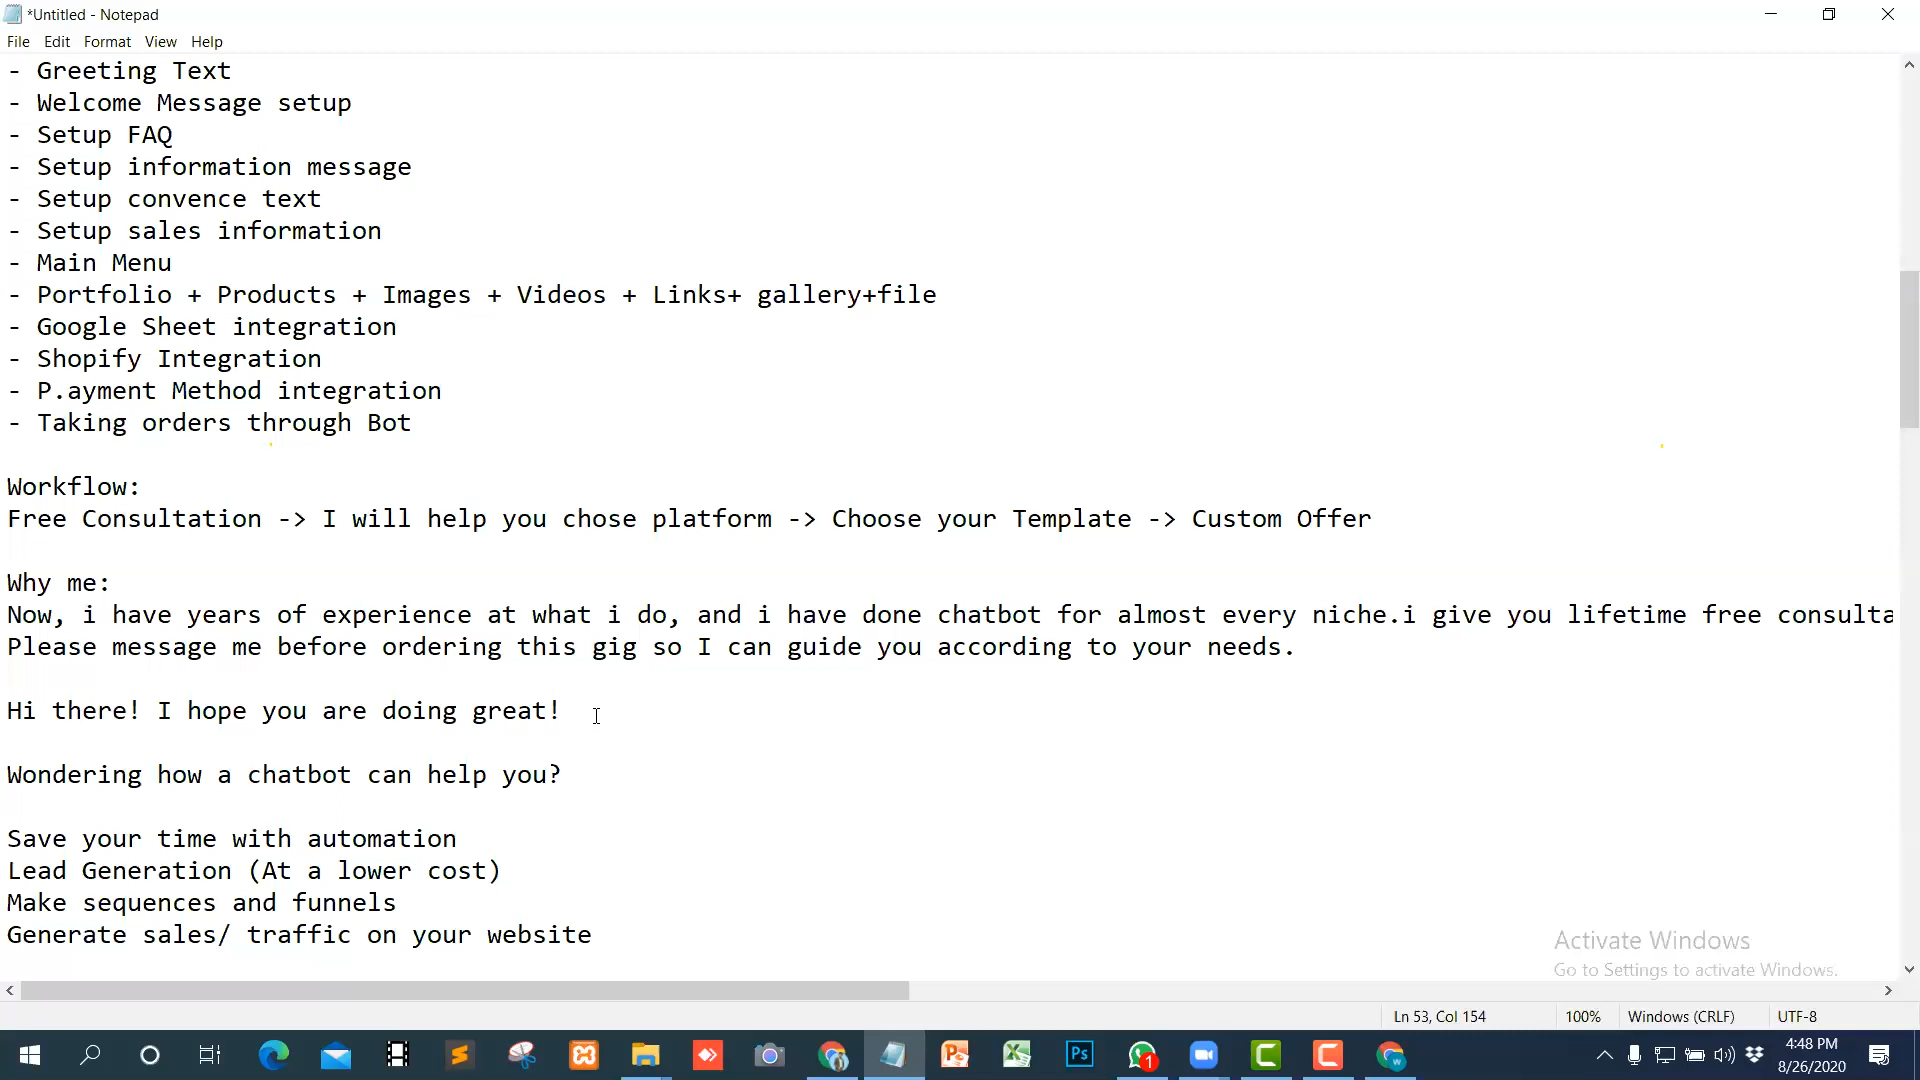 *Untitled - Notepad
File Edit Format View Help
- Greeting Text
- Welcome Message setup
- Setup FAQ
- Setup information message
- Setup convence text
- Setup sales information
- Main Menu
- Portfolio + Products + Images + Videos + Links+ gallery+file
- Google Sheet integration
- Shopify Integration
- P.ayment Method integration
- Taking orders through Bot
Workflow:
Free Consultation -> I will help you chose platform -> Choose your Template -> Custom Offer
Why me:
Now, i have years of experience at what i do, and i have done chatbot for almost every niche.i give you lifetime free consulta
Please message me before ordering this gig so I can guide you according to your needs.
Hi there! I hope you are doing great!
Wondering how a chatbot can help you?
Save your time with automation
Lead Generation (At a lower cost)
Make sequences and funnels
Generate sales/ traffic on your website
Activate Windows
Go to Settings to activate Windows.
Ln 53, Col 154 100% Windows (CRLF) UTF-8
Ps
1
4:48 PM
8/26/2020